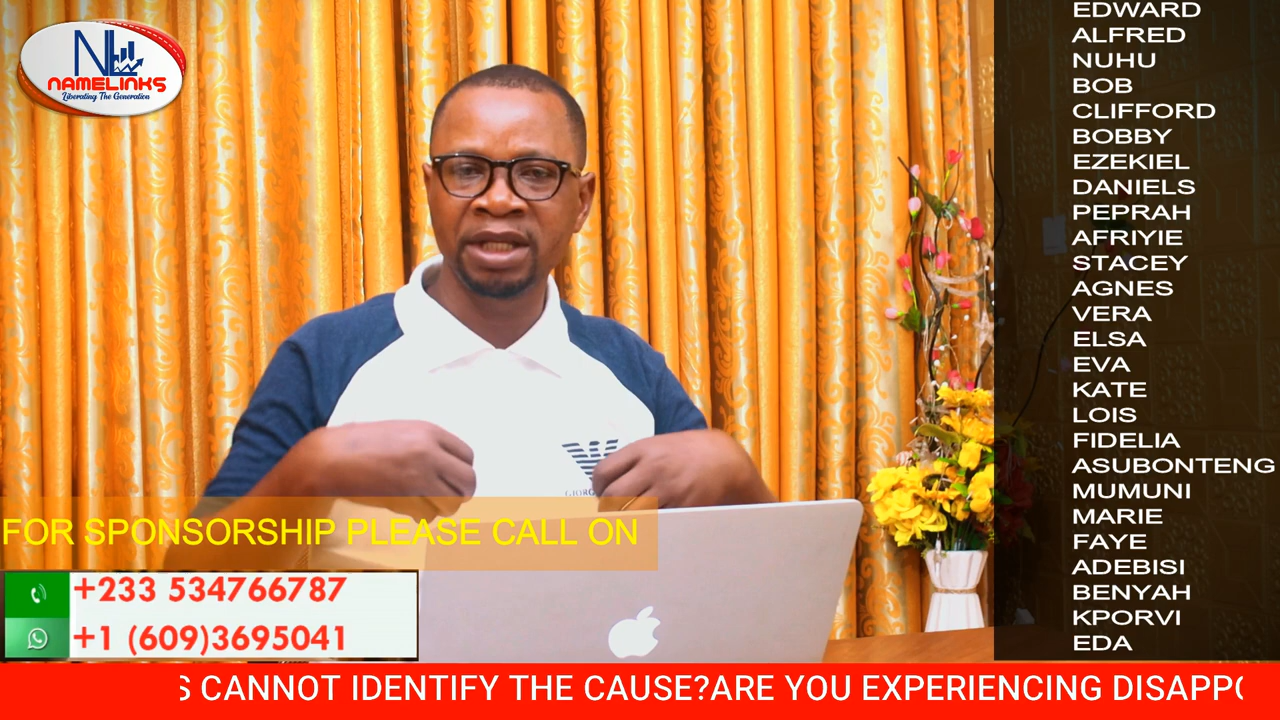 NL
NAMELINKS
Liberating The Generation
EDWARD
ALFRED
NUHU
BOB
CLIFFORD
BOBBY
EZEKIEL
DANIELS
PEPRAH
AFRIYIE
STACEY
AGNES
VERA
ELSA
EVA
KATE
LOIS
FIDELIA
ASUBONTENG
MUMUNI
MARIE
FAYE
ADEBISI
BENYAH
KPORVI
EDA
FOR SPONSORSHIP PLEASE CALL ON
+233 534766787
+1 (609)3695041
S CANNOT IDENTIFY THE CAUSE?ARE YOU EXPERIENCING DISAPPO